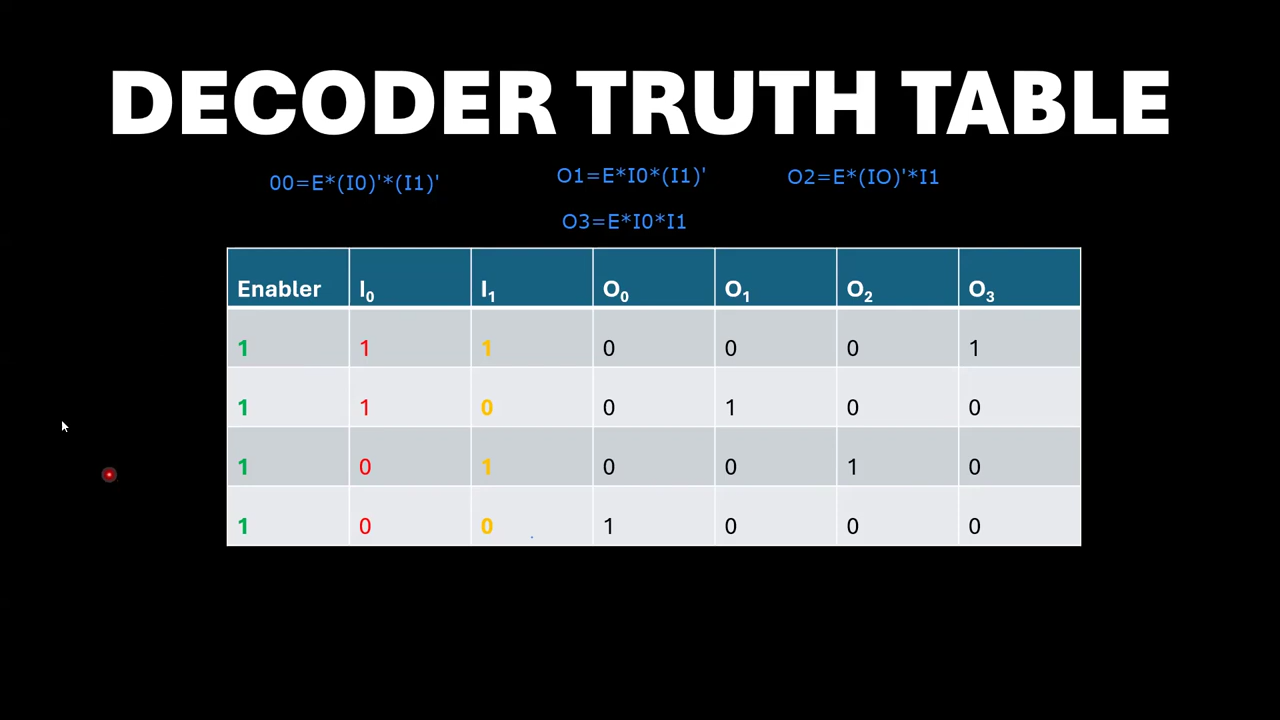 DECODER TRUTH TABLE
00=E*(I0)'*(I1)'
O1=E*I0*(I1)'
O2=E*(IO)'*I1
O3=E*I0*I1
Enabler I₀ I₁ O₀ O₁ O₂ O₃
1 1 1 0 0 0 1
1 1 0 0 1 0 0
1 0 1 0 0 1 0
1 0 0 1 0 0 0